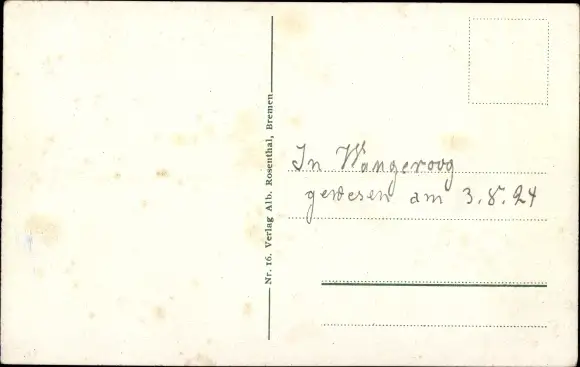 Nr. 16. Verlag Alb. Rosenthal, Bremen
In Wangeroog
gewesen am 3.8.24